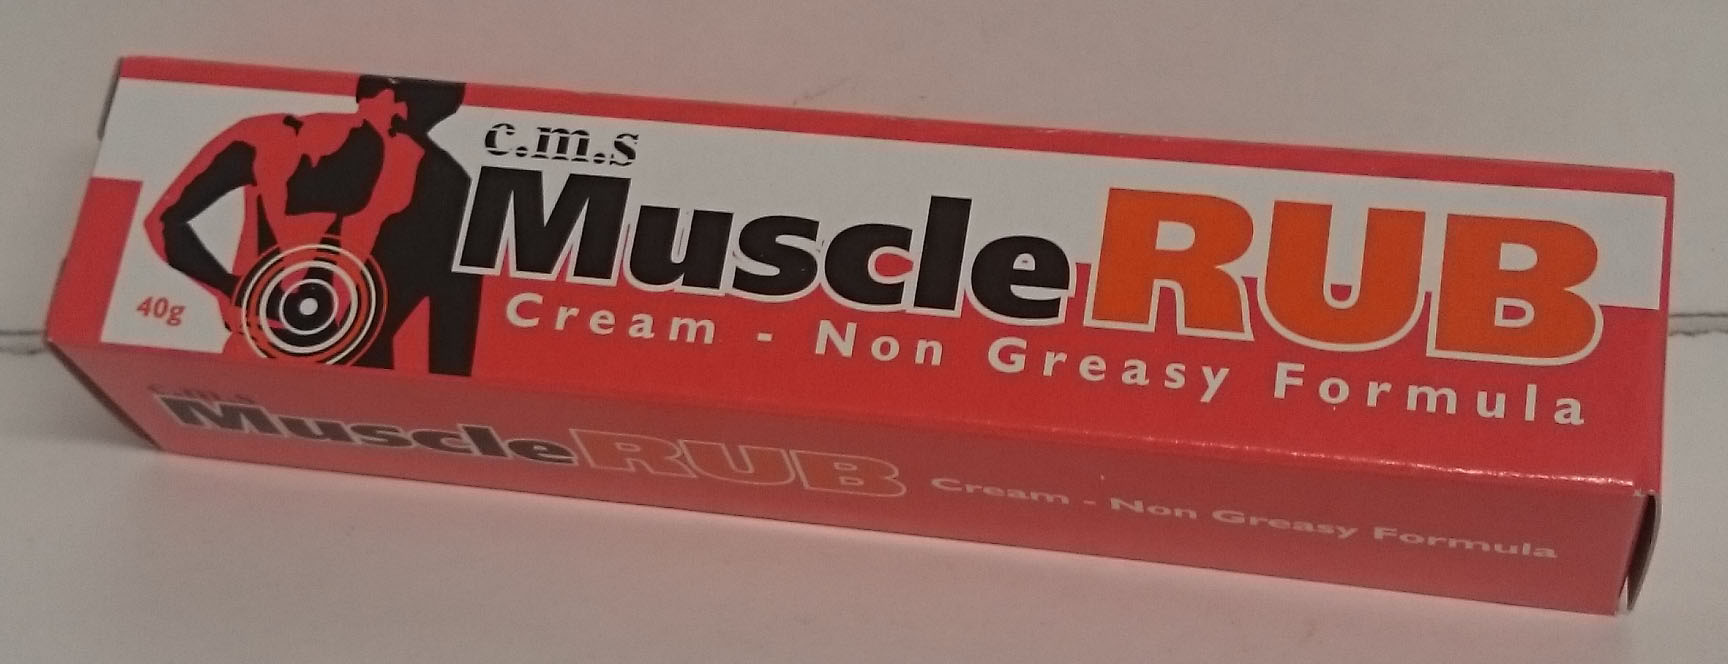 c.m.s
MuscleRUB
Cream - Non Greasy Formula
40g
c.m.s
MuscleRUB Cream - Non Greasy Formula